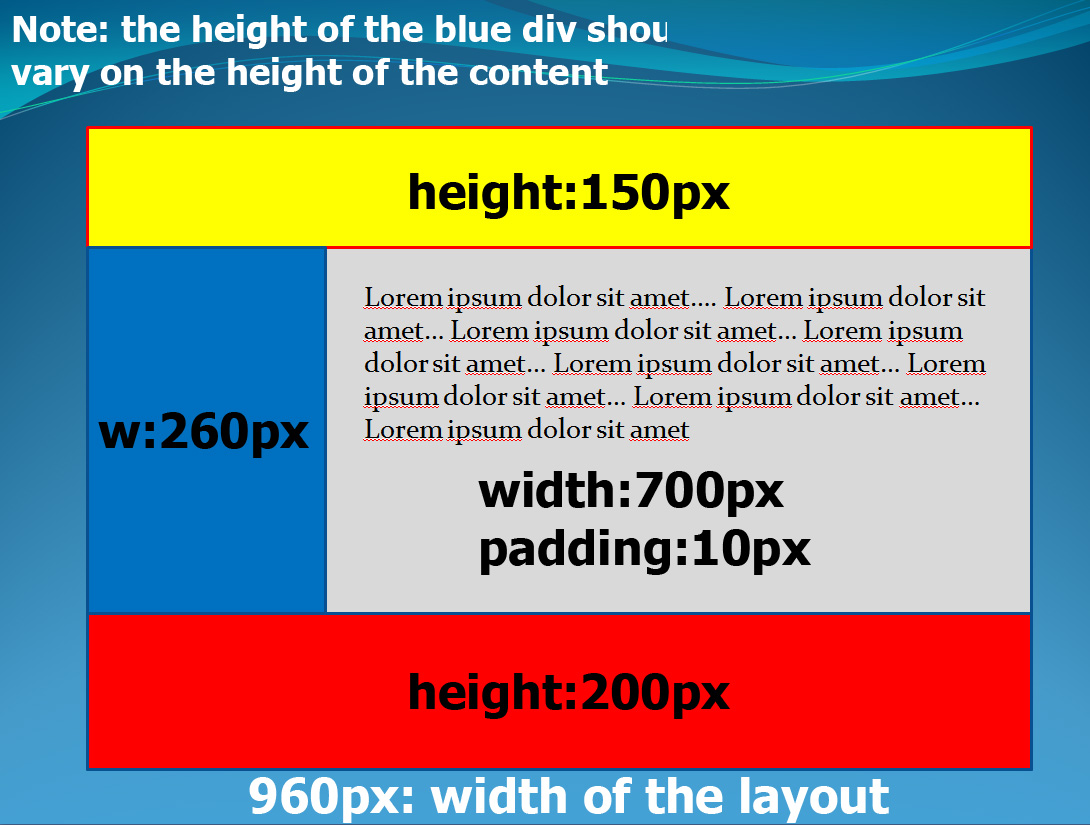 Note: the height of the blue div shou
vary on the height of the content
height:150px
w:260px
Lorem ipsum dolor sit amet.... Lorem ipsum dolor sit
amet... Lorem ipsum dolor sit amet... Lorem ipsum
dolor sit amet... Lorem ipsum dolor sit amet... Lorem
ipsum dolor sit amet... Lorem ipsum dolor sit amet...
Lorem ipsum dolor sit amet
width:700px
padding:10px
height:200px
960px: width of the layout